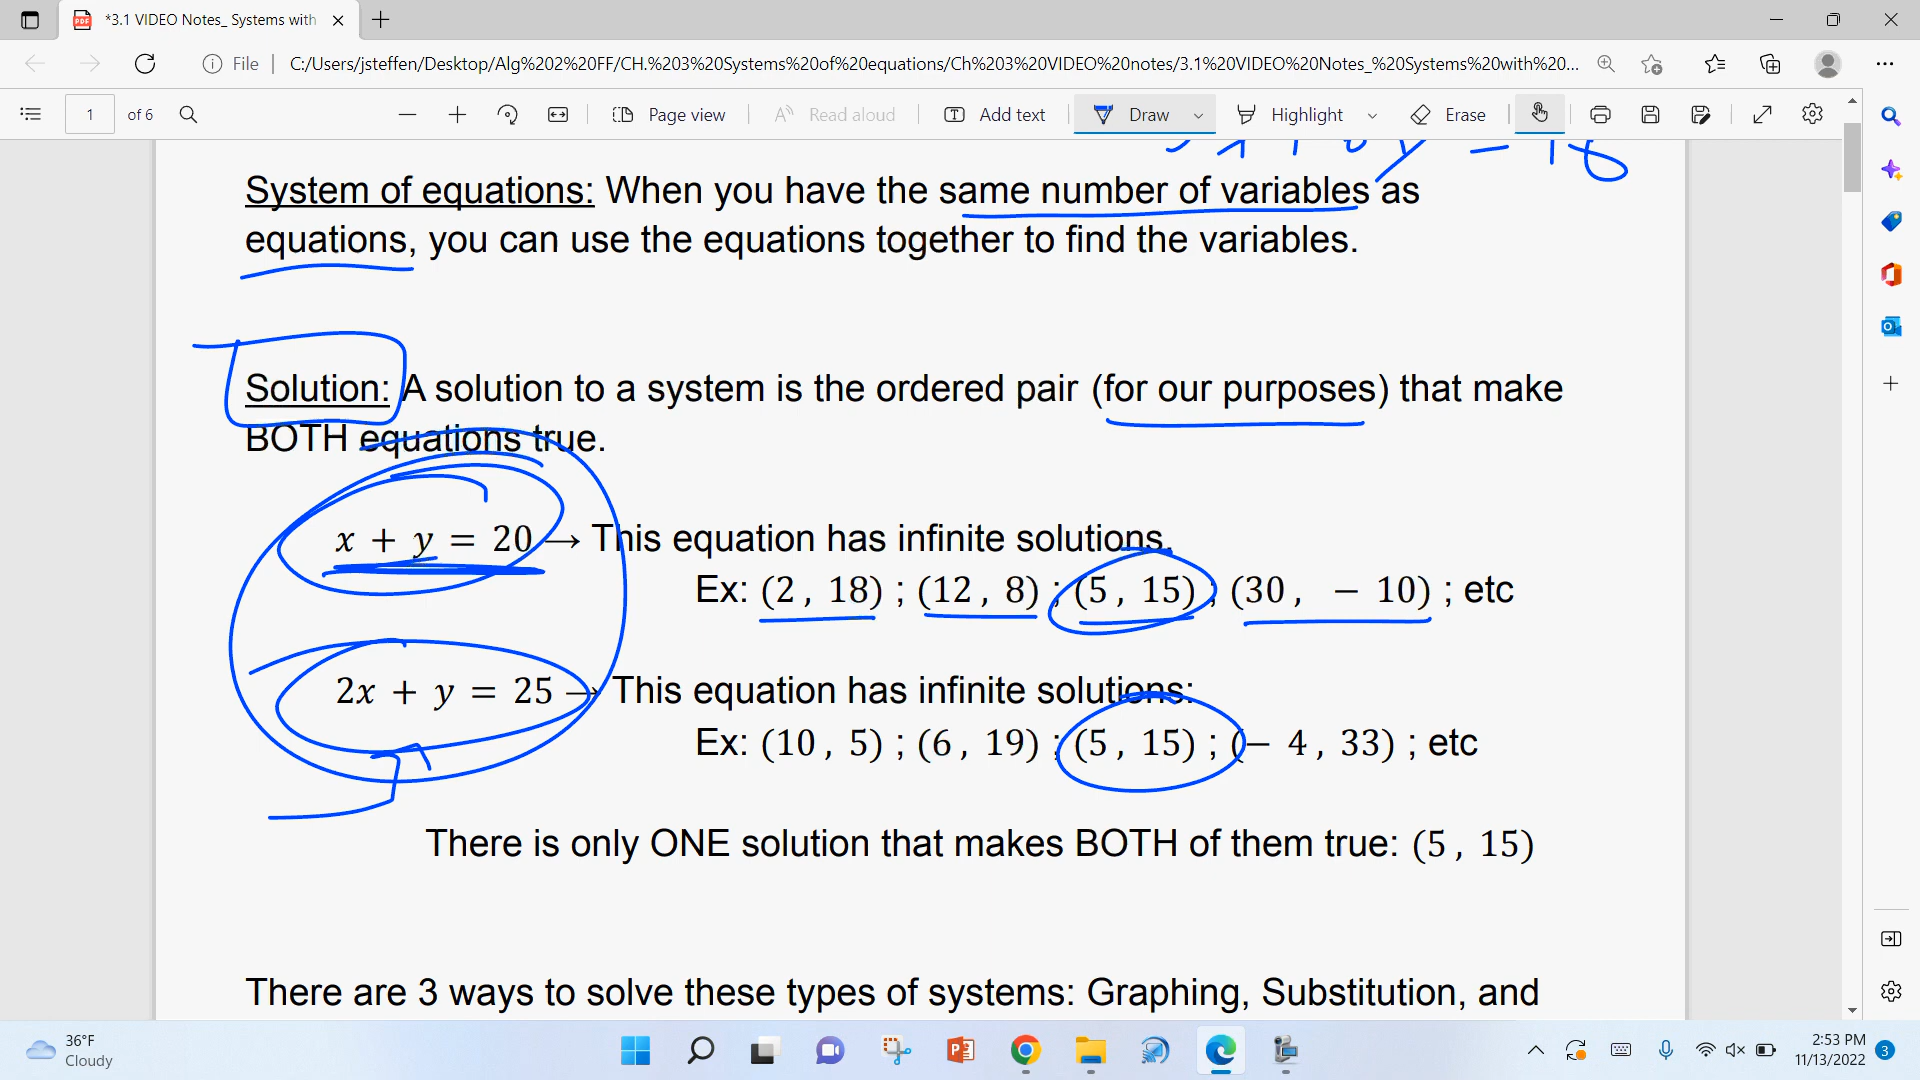 *3.1 VIDEO Notes_ Systems with
File
C:/Users/jsteffen/Desktop/Alg%202%20FF/CH.%203%20Systems%20of%20equations/Ch%203%20VIDEO%20notes/3.1%20VIDEO%20Notes_%20Systems%20with%20...
1 of 6
Page view
Read aloud
Add text
Draw
Highlight
Erase
System of equations: When you have the same number of variables as
equations, you can use the equations together to find the variables.
Solution: A solution to a system is the ordered pair (for our purposes) that make
BOTH equations true.
x + y = 20 → This equation has infinite solutions.
Ex: (2 , 18) ; (12 , 8) ; (5 , 15) ; (30 , − 10) ; etc
2x + y = 25 → This equation has infinite solutions:
Ex: (10 , 5) ; (6 , 19) ; (5 , 15) ; (− 4 , 33) ; etc
There is only ONE solution that makes BOTH of them true: (5 , 15)
There are 3 ways to solve these types of systems: Graphing, Substitution, and
36°F
Cloudy
2:53 PM
11/13/2022
3